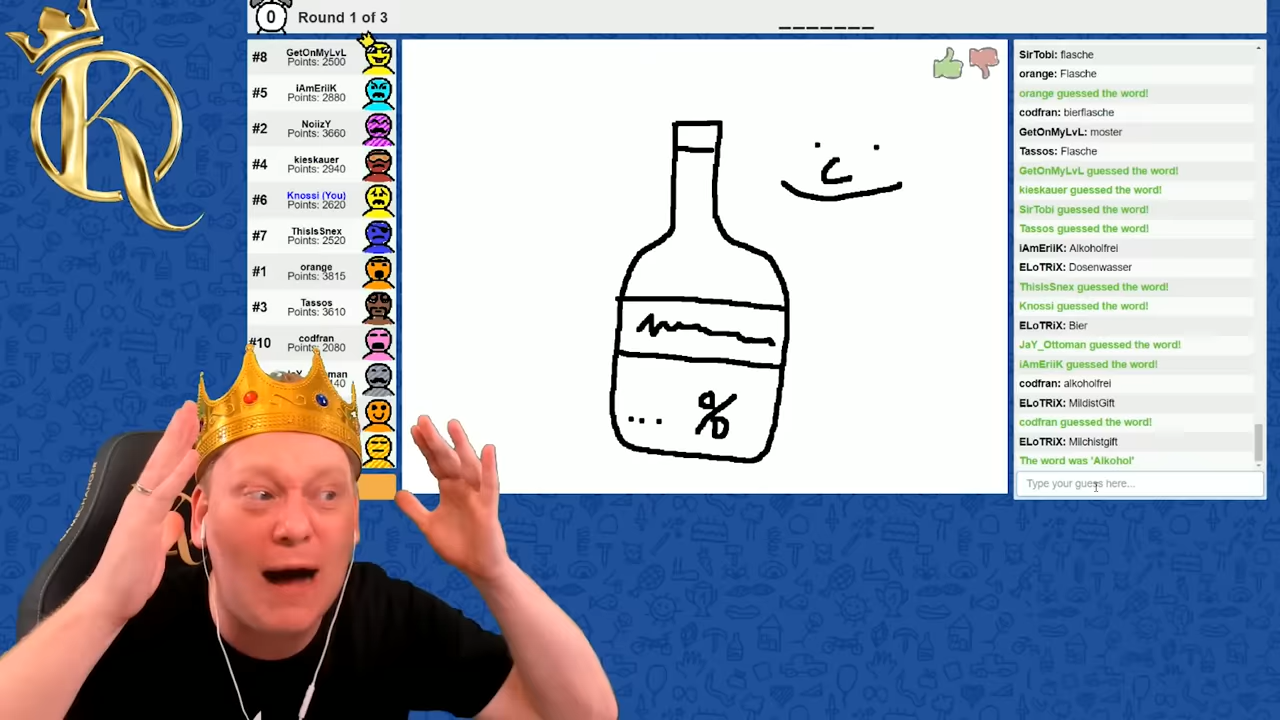 0 Round 1 of 3
_ _ _ _ _ _ _
#8 GetOnMyLvL
Points: 2500
#5 iAmEriiK
Points: 2880
#2 NoiizY
Points: 3660
#4 kieskauer
Points: 2940
#6 Knossi (You)
Points: 2620
#7 ThisIsSnex
Points: 2520
#1 orange
Points: 3815
#3 Tassos
Points: 3610
#10 codfran
Points: 2080
... %
SirTobi: flasche
orange: Flasche
orange guessed the word!
codfran: bierflasche
GetOnMyLvL: moster
Tassos: Flasche
GetOnMyLvL guessed the word!
kieskauer guessed the word!
SirTobi guessed the word!
Tassos guessed the word!
iAmEriiK: Alkoholfrei
ELoTRiX: Dosenwasser
ThisIsSnex guessed the word!
Knossi guessed the word!
ELoTRiX: Bier
JaY_Ottoman guessed the word!
iAmEriiK guessed the word!
codfran: alkoholfrei
ELoTRiX: MildistGift
codfran guessed the word!
ELoTRiX: Milchistgift
The word was 'Alkohol'
Type your guess here...
K